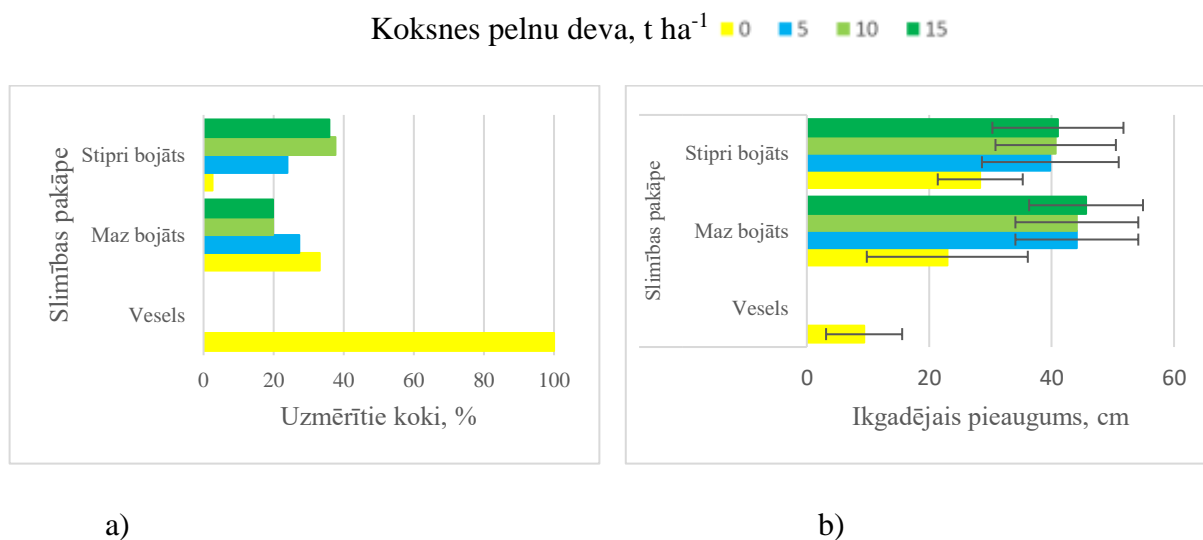 Koksnes pelnu deva, t ha-1 0 5 10 15
Slimības pakāpe
Stipri bojāts
Maz bojāts
Vesels
0 20 40 60 80 100
Uzmērītie koki, %
Slimības pakāpe
Stipri bojāts
Maz bojāts
Vesels
0 20 40 60
Ikgadējais pieaugums, cm
a) b)